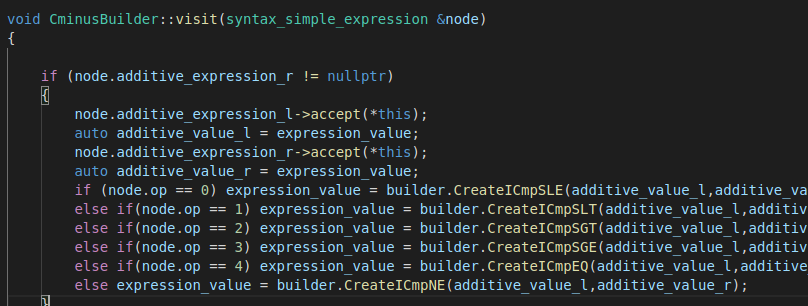 void CminusBuilder::visit(syntax_simple_expression &node)
{
if (node.additive_expression_r != nullptr)
{
node.additive_expression_l->accept(*this);
auto additive_value_l = expression_value;
node.additive_expression_r->accept(*this);
auto additive_value_r = expression_value;
if (node.op == 0) expression_value = builder.CreateICmpSLE(additive_value_l,additive_va
else if(node.op == 1) expression_value = builder.CreateICmpSLT(additive_value_l,additiv
else if(node.op == 2) expression_value = builder.CreateICmpSGT(additive_value_l,additiv
else if(node.op == 3) expression_value = builder.CreateICmpSGE(additive_value_l,additiv
else if(node.op == 4) expression_value = builder.CreateICmpEQ(additive_value_l,additive
else expression_value = builder.CreateICmpNE(additive_value_l,additive_value_r);
}